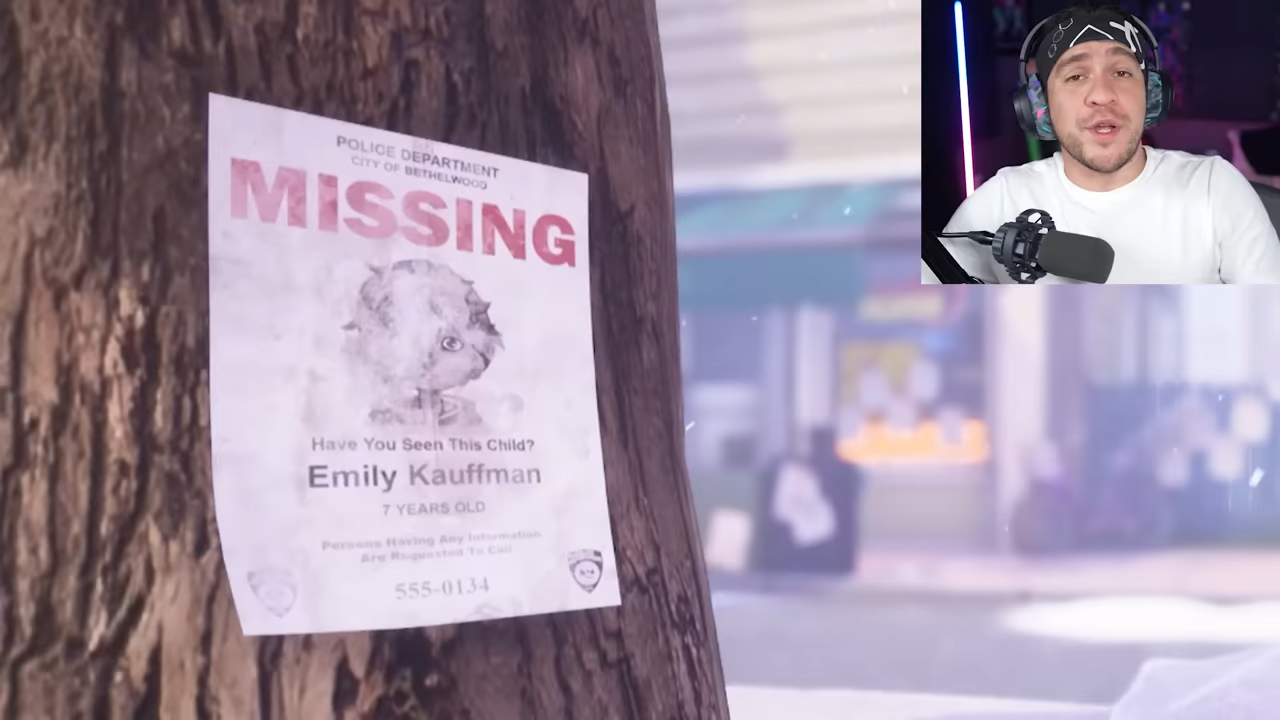 POLICE DEPARTMENT
CITY OF BETHELWOOD
MISSING
Have You Seen This Child?
Emily Kauffman
7 YEARS OLD
Persons Having Any Information
Are Requested To Call
555-0134